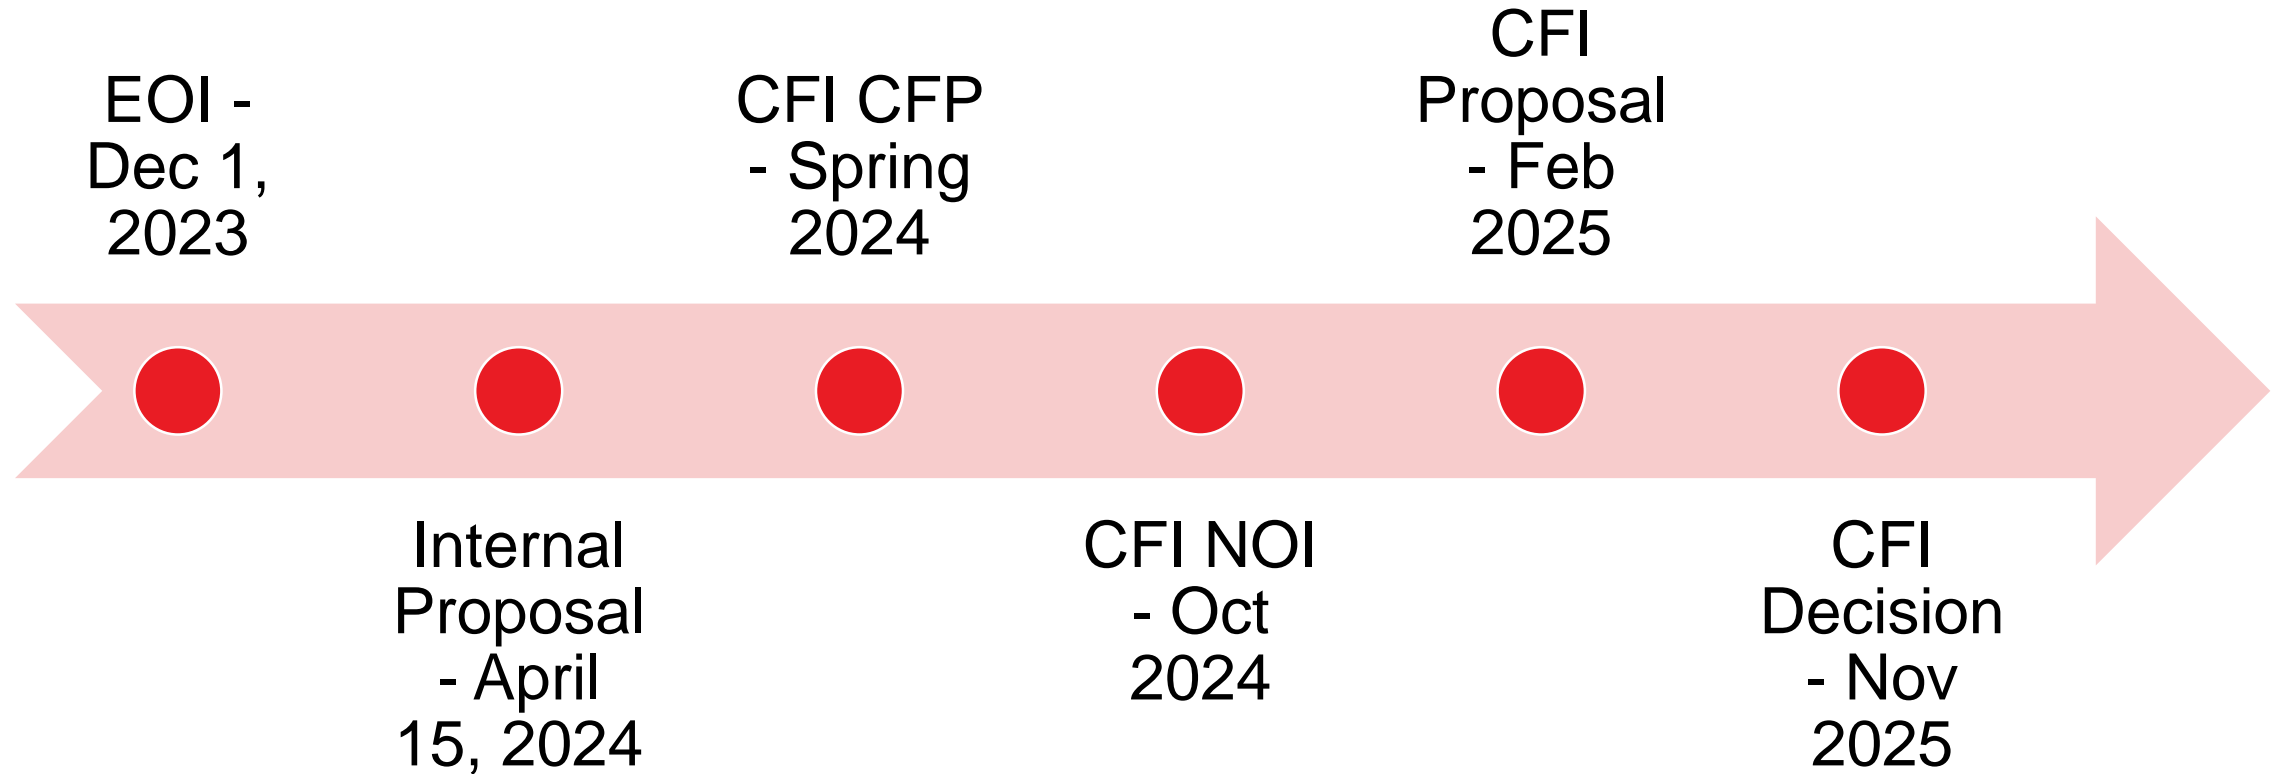 EOI -
Dec 1,
2023
Internal
Proposal
- April
15, 2024
CFI CFP
- Spring
2024
CFI NOI
- Oct
2024
CFI
Proposal
- Feb
2025
CFI
Decision
- Nov
2025